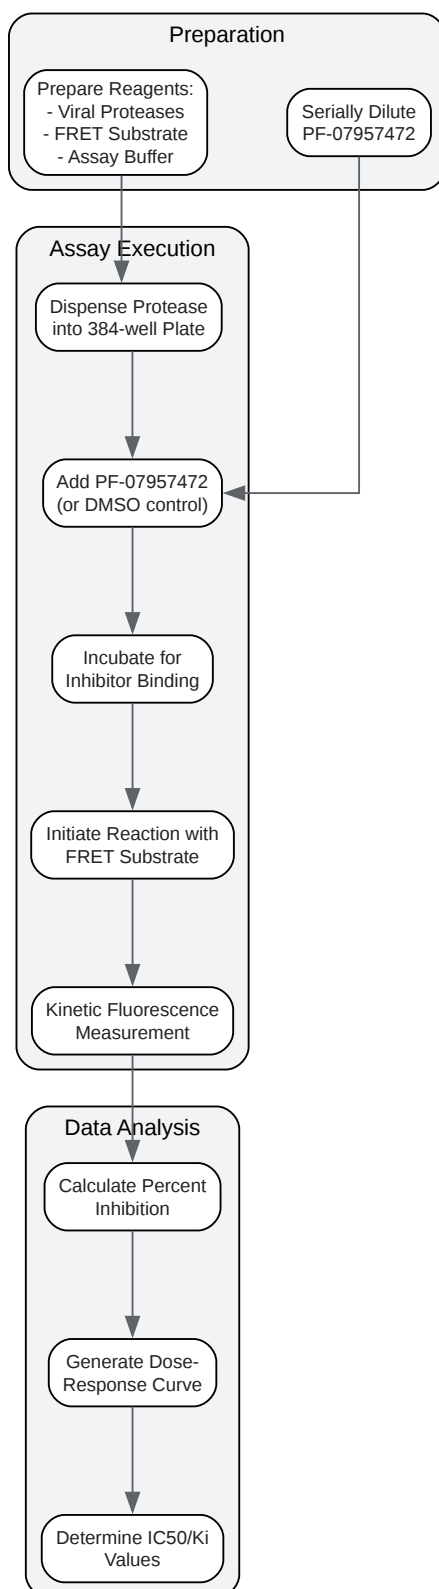 Preparation
Prepare Reagents:
- Viral Proteases
- FRET Substrate
- Assay Buffer
Serially Dilute
PF-07957472
Assay Execution
Dispense Protease
into 384-well Plate
Add PF-07957472
(or DMSO control)
Incubate for
Inhibitor Binding
Initiate Reaction with
FRET Substrate
Kinetic Fluorescence
Measurement
Data Analysis
Calculate Percent
Inhibition
Generate Dose-
Response Curve
Determine IC50/Ki
Values